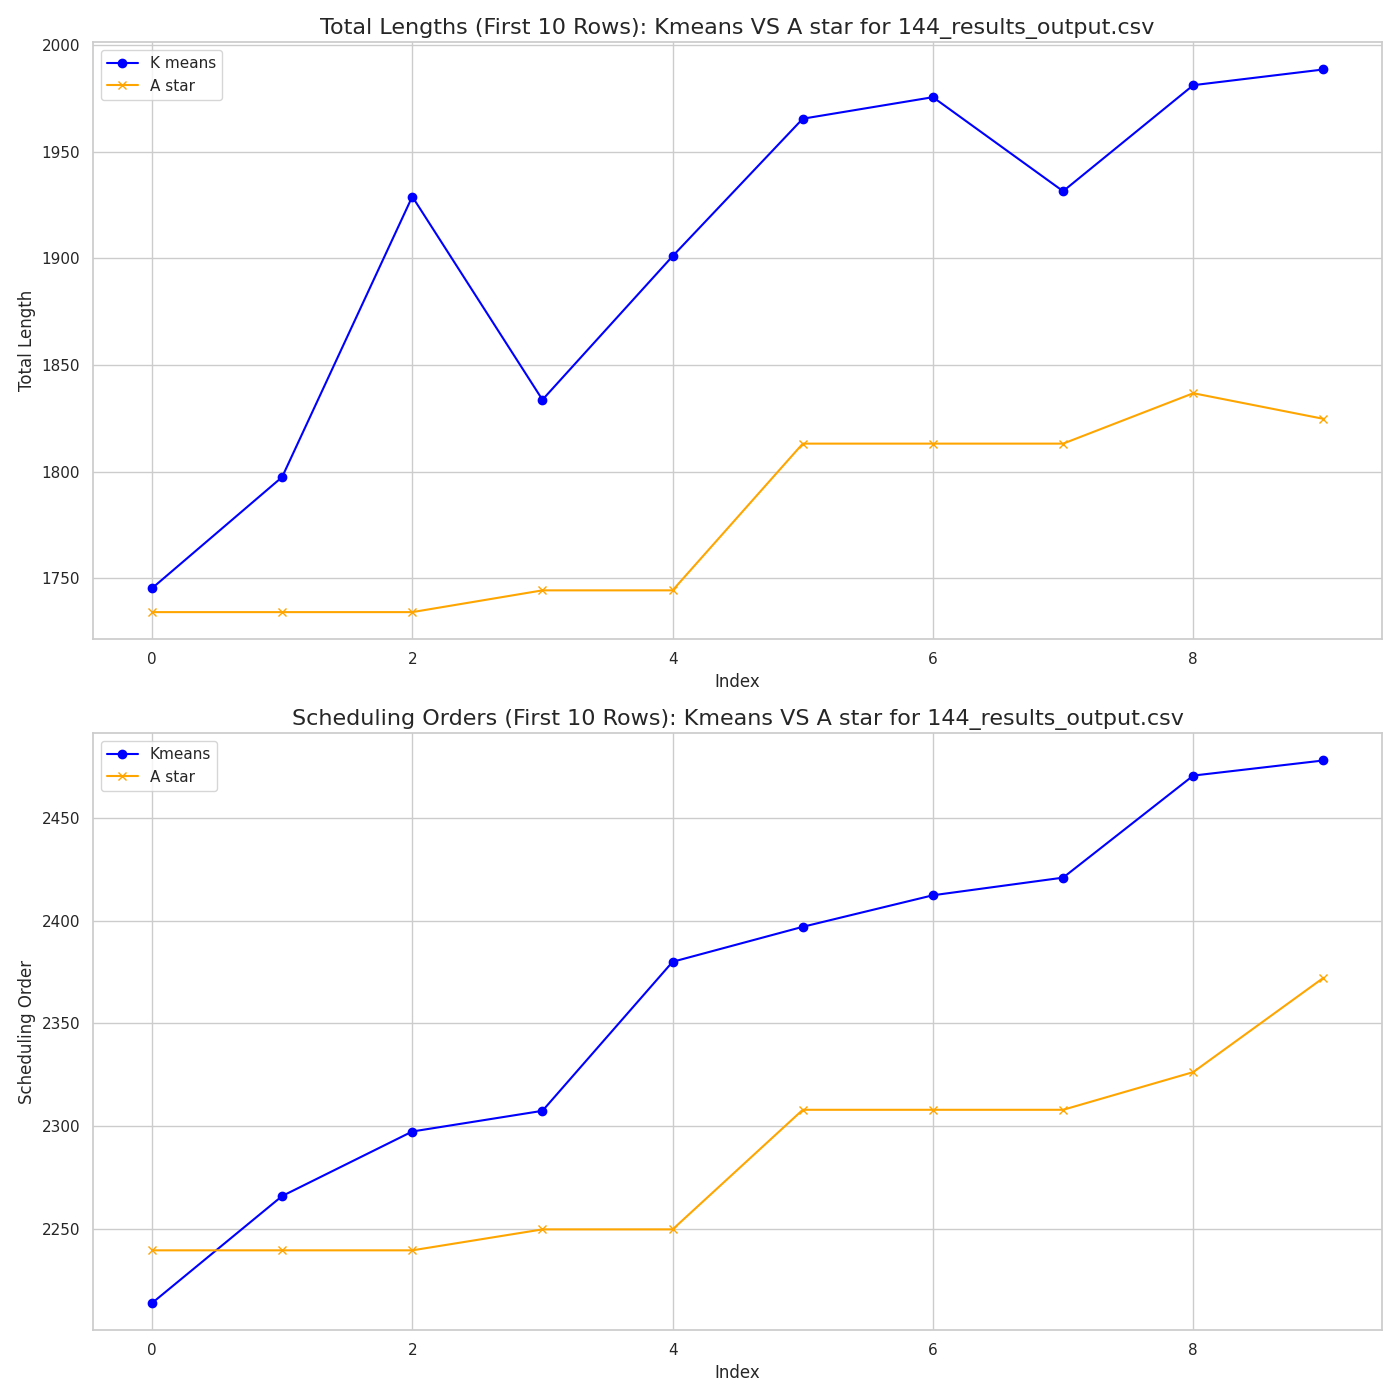 Total Lengths (First 10 Rows): Kmeans VS A star for 144_results_output.csv
K means
A star
2000
1950
1900
1850
1800
1750
Total Length
0 2 4 6 8
Index
Scheduling Orders (First 10 Rows): Kmeans VS A star for 144_results_output.csv
Kmeans
A star
2450
2400
2350
2300
2250
Scheduling Order
0 2 4 6 8
Index